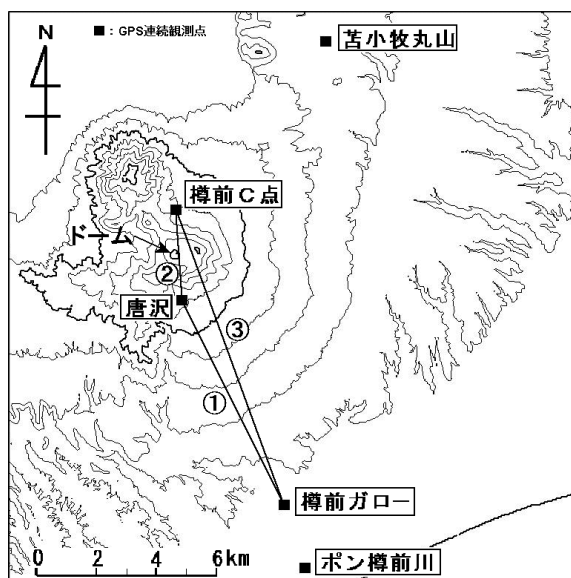 N
■：GPS連続観測点
苫小牧丸山
樽前C点
ドーム
②
唐沢
③
①
樽前ガロー
0 2 4 6km
ポン樽前川